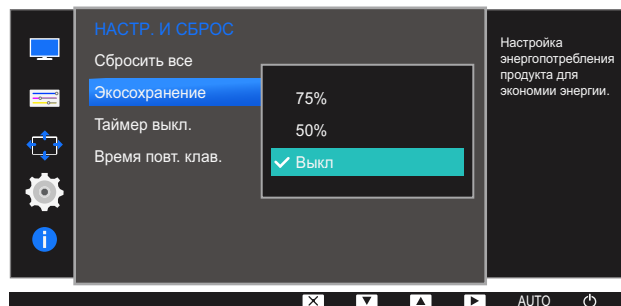 НАСТР. И СБРОС
Сбросить все
Экосохранение
Таймер выкл.
Время повт. клав.
75%
50%
Выкл
Настройка
энергопотребления
продукта для
экономии энергии.
AUTO